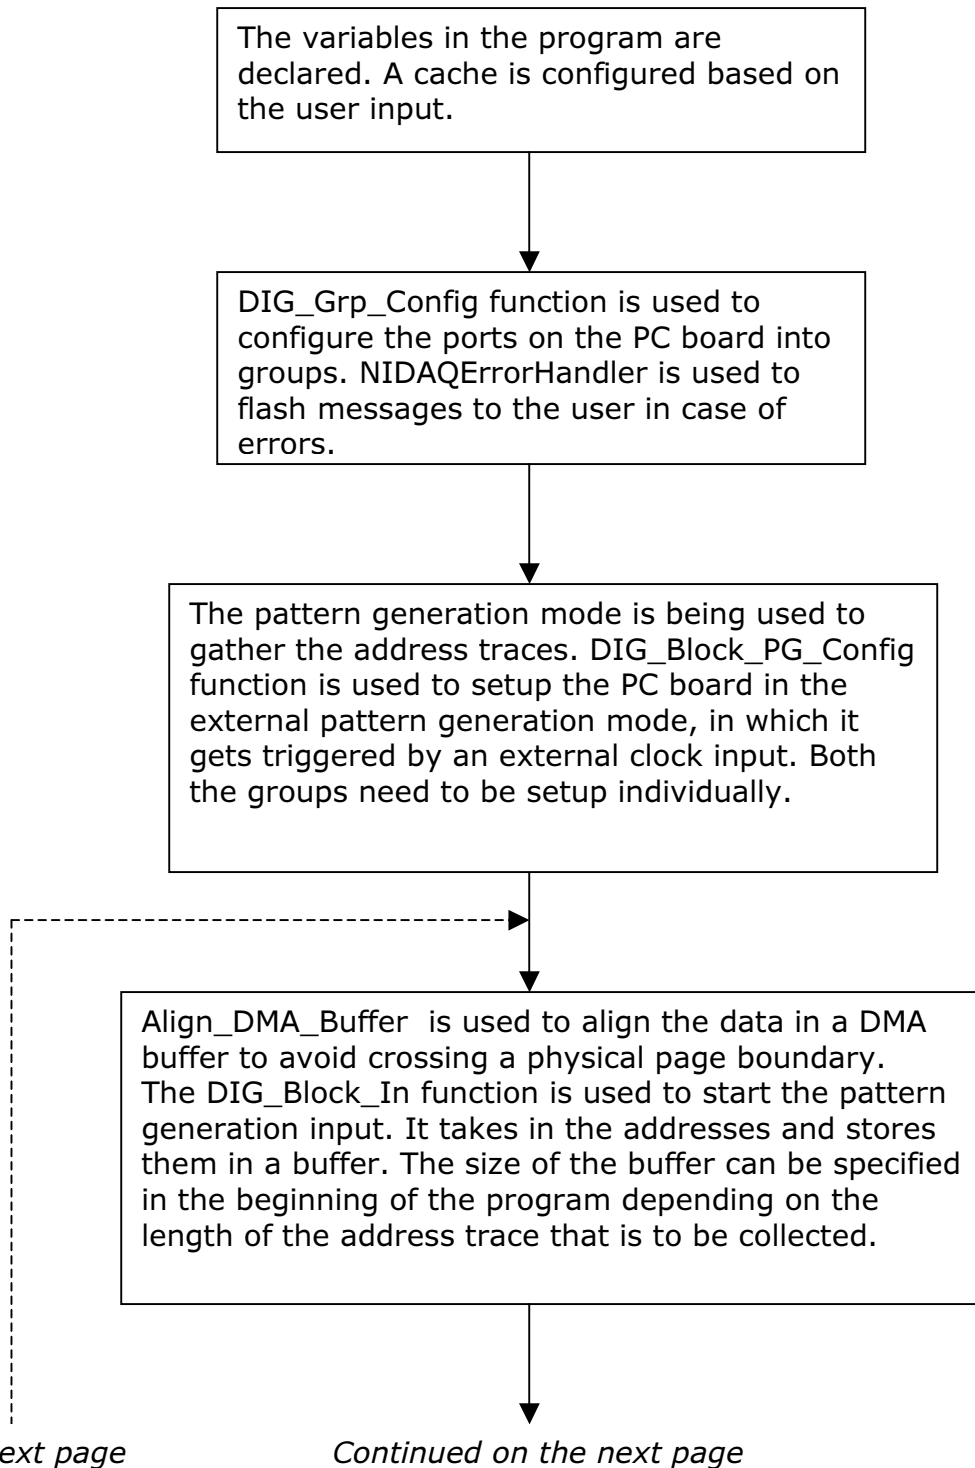 The variables in the program are
declared. A cache is configured based on
the user input.
DIG_Grp_Config function is used to
configure the ports on the PC board into
groups. NIDAQErrorHandler is used to
flash messages to the user in case of
errors.
The pattern generation mode is being used to
gather the address traces. DIG_Block_PG_Config
function is used to setup the PC board in the
external pattern generation mode, in which it
gets triggered by an external clock input. Both
the groups need to be setup individually.
Align_DMA_Buffer  is used to align the data in a DMA
buffer to avoid crossing a physical page boundary.
The DIG_Block_In function is used to start the pattern
generation input. It takes in the addresses and stores
them in a buffer. The size of the buffer can be specified
in the beginning of the program depending on the
length of the address trace that is to be collected.
ext page
Continued on the next page